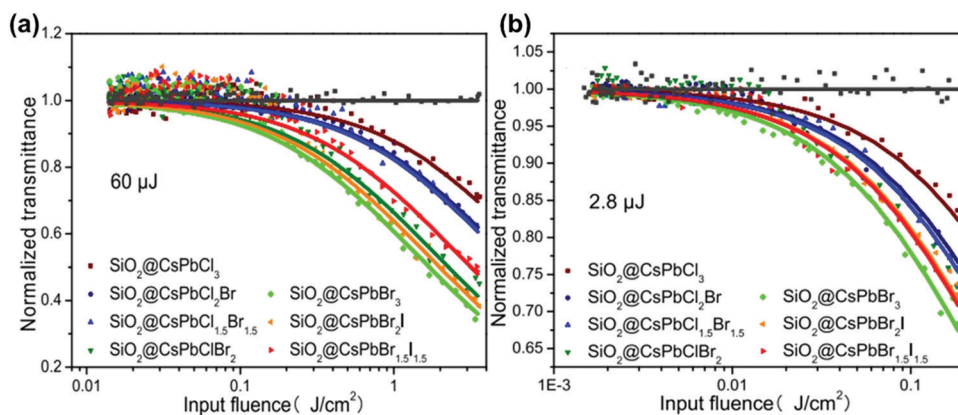 (a)
Normalized transmittance
1.2
1.0
0.8
0.6
0.4
0.2
60 µJ
SiO2@CsPbCl3
SiO2@CsPbCl2Br
SiO2@CsPbCl1.5Br1.5
SiO2@CsPbClBr2
SiO2@CsPbBr3
SiO2@CsPbBr2I
SiO2@CsPbBr1.5I1.5
0.01 0.1 1
Input fluence( J/cm2)
(b)
Normalized transmittance
1.05
1.00
0.95
0.90
0.85
0.80
0.75
0.70
0.65
2.8 µJ
SiO2@CsPbCl3
SiO2@CsPbCl2Br
SiO2@CsPbCl1.5Br1.5
SiO2@CsPbClBr2
SiO2@CsPbBr3
SiO2@CsPbBr2I
SiO2@CsPbBr1.5I1.5
1E-3 0.01 0.1
Input fluence( J/cm2)